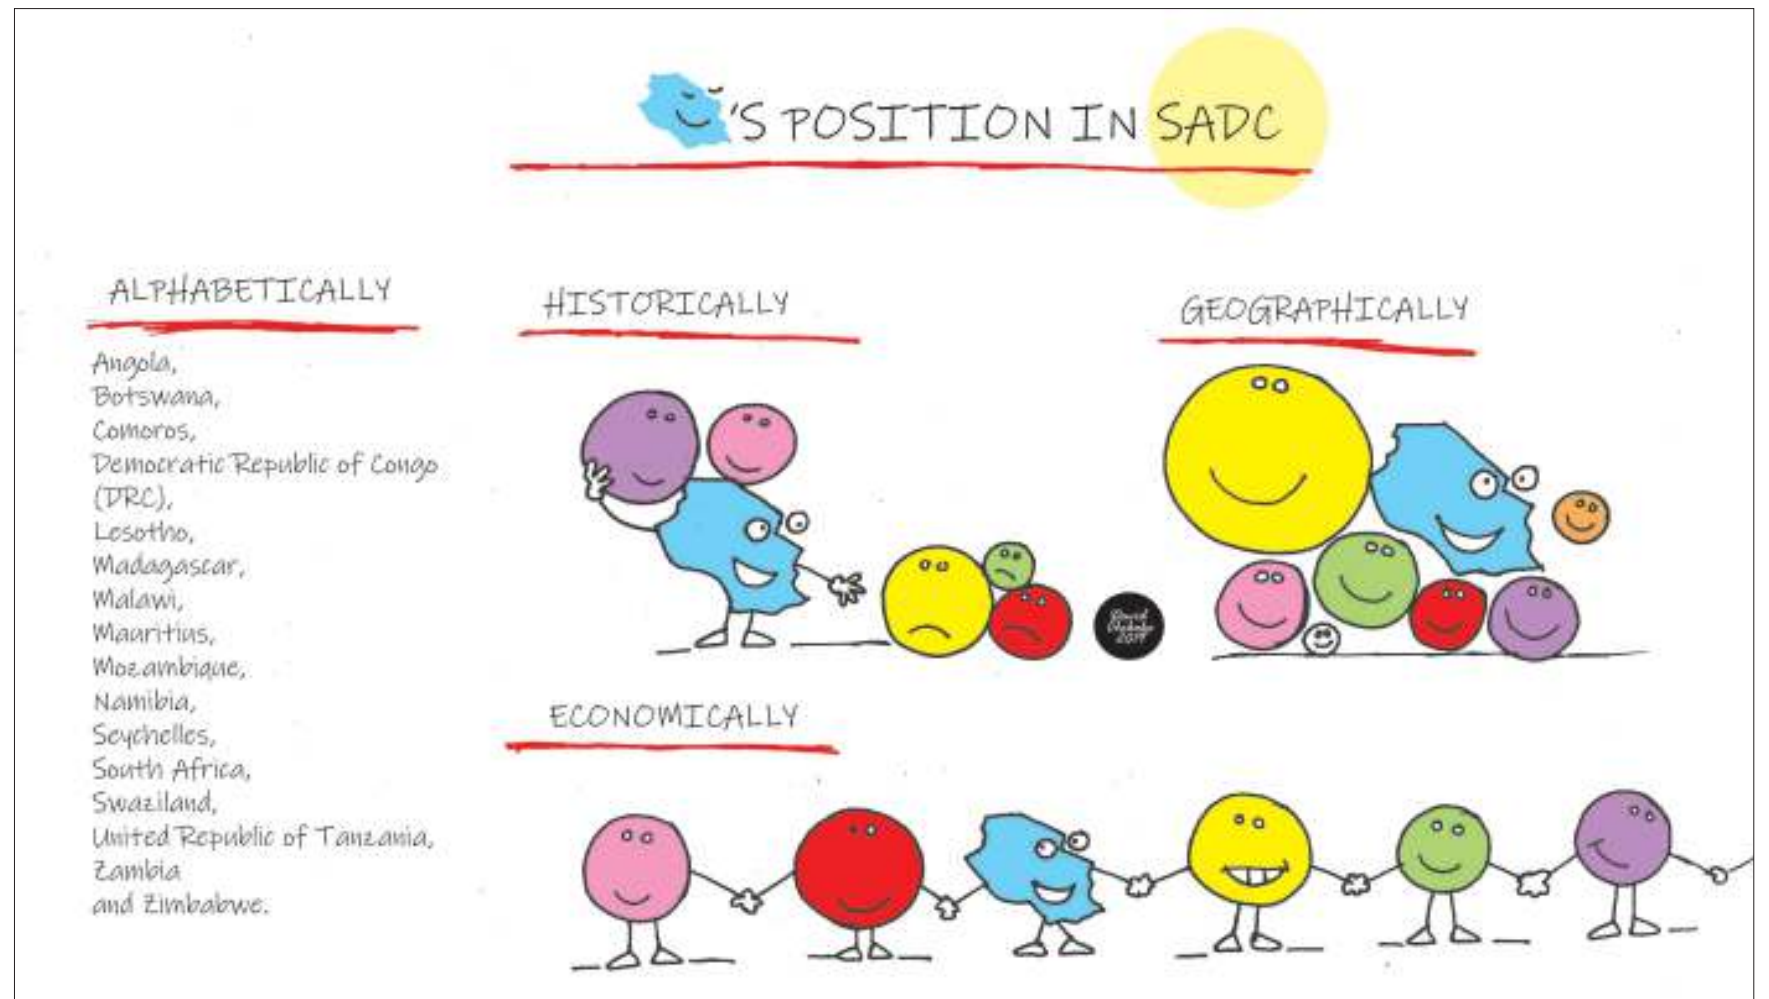 'S POSITION IN SADC
ALPHABETICALLY
Angola,
Botswana,
Comoros,
Democratic Republic of Congo
(DRC),
Lesotho,
Madagascar,
Malawi,
Mauritius,
Mozambique,
Namibia,
Seychelles,
South Africa,
Swaziland,
United Republic of Tanzania,
Zambia
and Zimbabwe.
HISTORICALLY
GEOGRAPHICALLY
2019
ECONOMICALLY